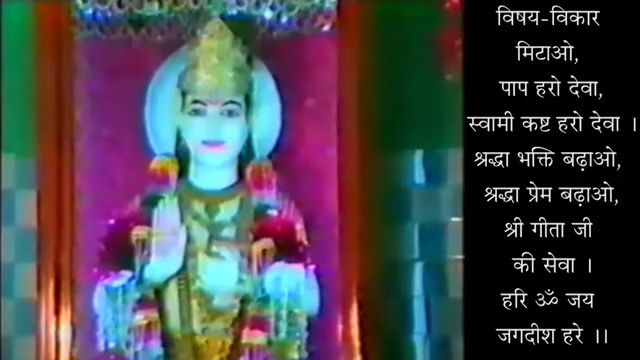 विषय-विकार
मिटाओ,
पाप हरो देवा,
स्वामी कष्ट हरो देवा ।
श्रद्धा भक्ति बढ़ाओ,
श्रद्धा प्रेम बढ़ाओ,
श्री गीता जी
की सेवा ।
हरि ॐ जय
जगदीश हरे ।।